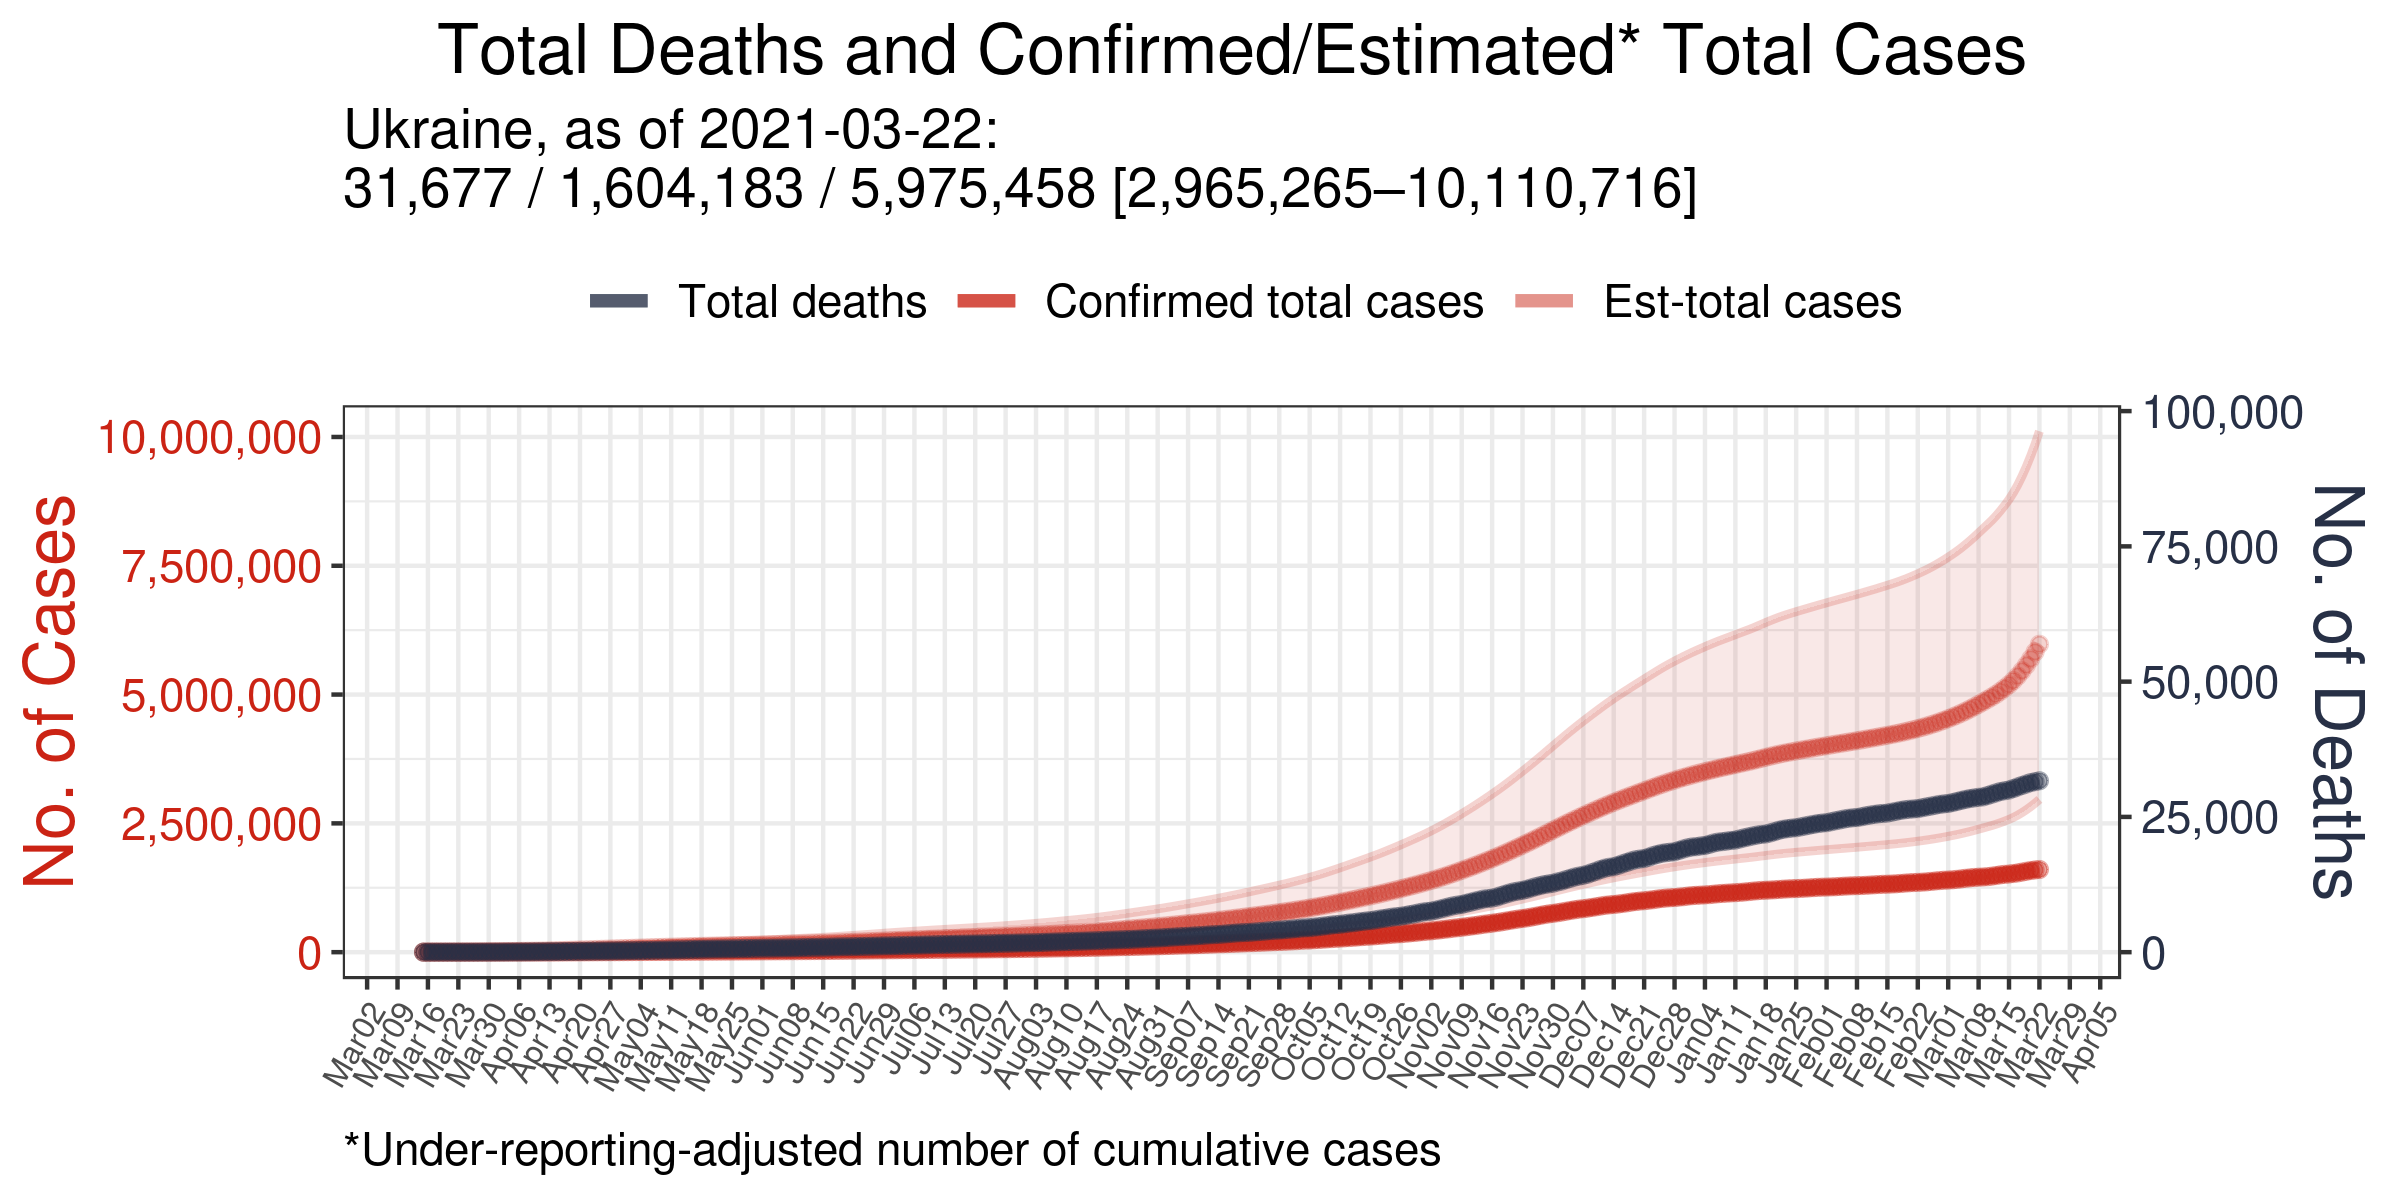 Total Deaths and Confirmed/Estimated* Total Cases
Ukraine, as of 2021-03-22:
31,677 / 1,604,183 / 5,975,458 [2,965,265–10,110,716]
Total deaths
Confirmed total cases
Est-total cases
No. of Cases
10,000,000
7,500,000
5,000,000
2,500,000
0
100,000
75,000
50,000
25,000
0
No. of Deaths
Mar02
Mar09
Mar16
Mar23
Mar30
Apr06
Apr13
Apr20
Apr27
May04
May11
May18
May25
Jun01
Jun08
Jun15
Jun22
Jun29
Jul06
Jul13
Jul20
Jul27
Aug03
Aug10
Aug17
Aug24
Aug31
Sep07
Sep14
Sep21
Sep28
Oct05
Oct12
Oct19
Oct26
Nov02
Nov09
Nov16
Nov23
Nov30
Dec07
Dec14
Dec21
Dec28
Jan04
Jan11
Jan18
Jan25
Feb01
Feb08
Feb15
Feb22
Mar01
Mar08
Mar15
Mar22
Mar29
Apr05
*Under-reporting-adjusted number of cumulative cases